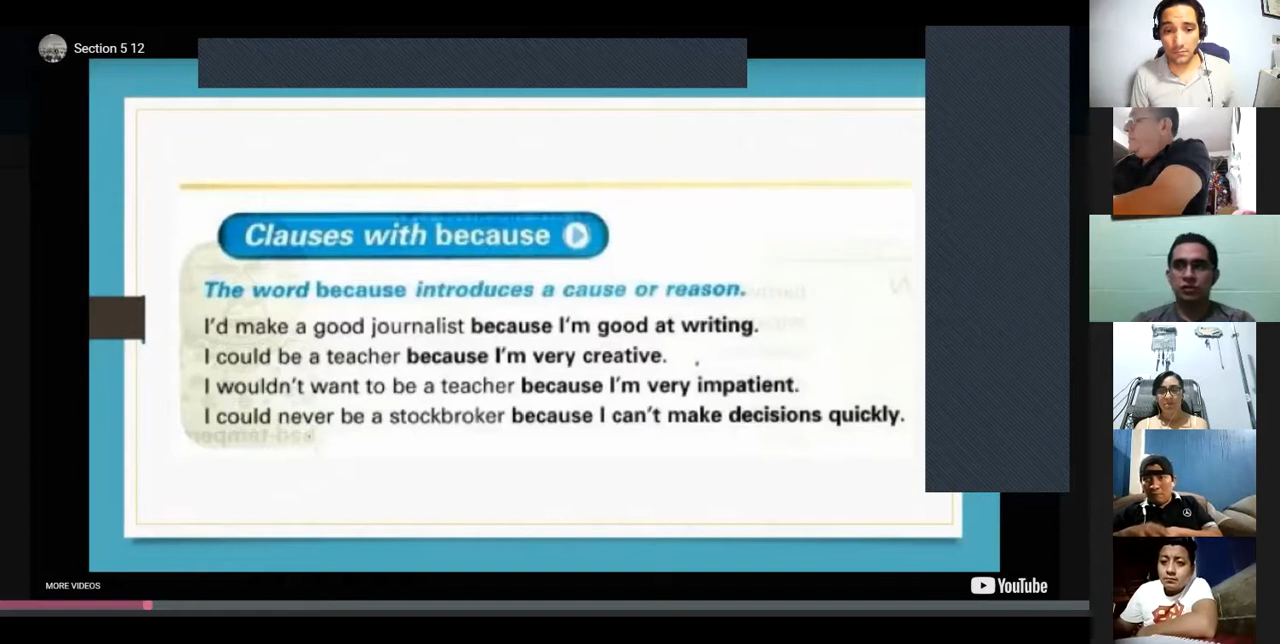 Section 5 12
Clauses with because
The word because introduces a cause or reason.
I'd make a good journalist because I'm good at writing.
I could be a teacher because I'm very creative.
I wouldn't want to be a teacher because I'm very impatient.
I could never be a stockbroker because I can't make decisions quickly.
MORE VIDEOS
YouTube